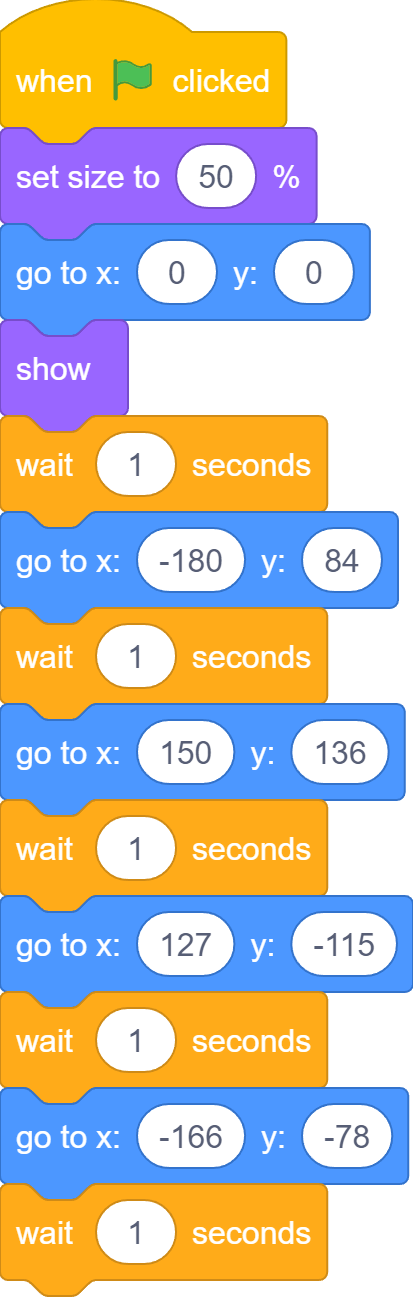 when clicked
set size to 50 %
go to x: 0 y: 0
show
wait 1 seconds
go to x: -180 y: 84
wait 1 seconds
go to x: 150 y: 136
wait 1 seconds
go to x: 127 y: -115
wait 1 seconds
go to x: -166 y: -78
wait 1 seconds